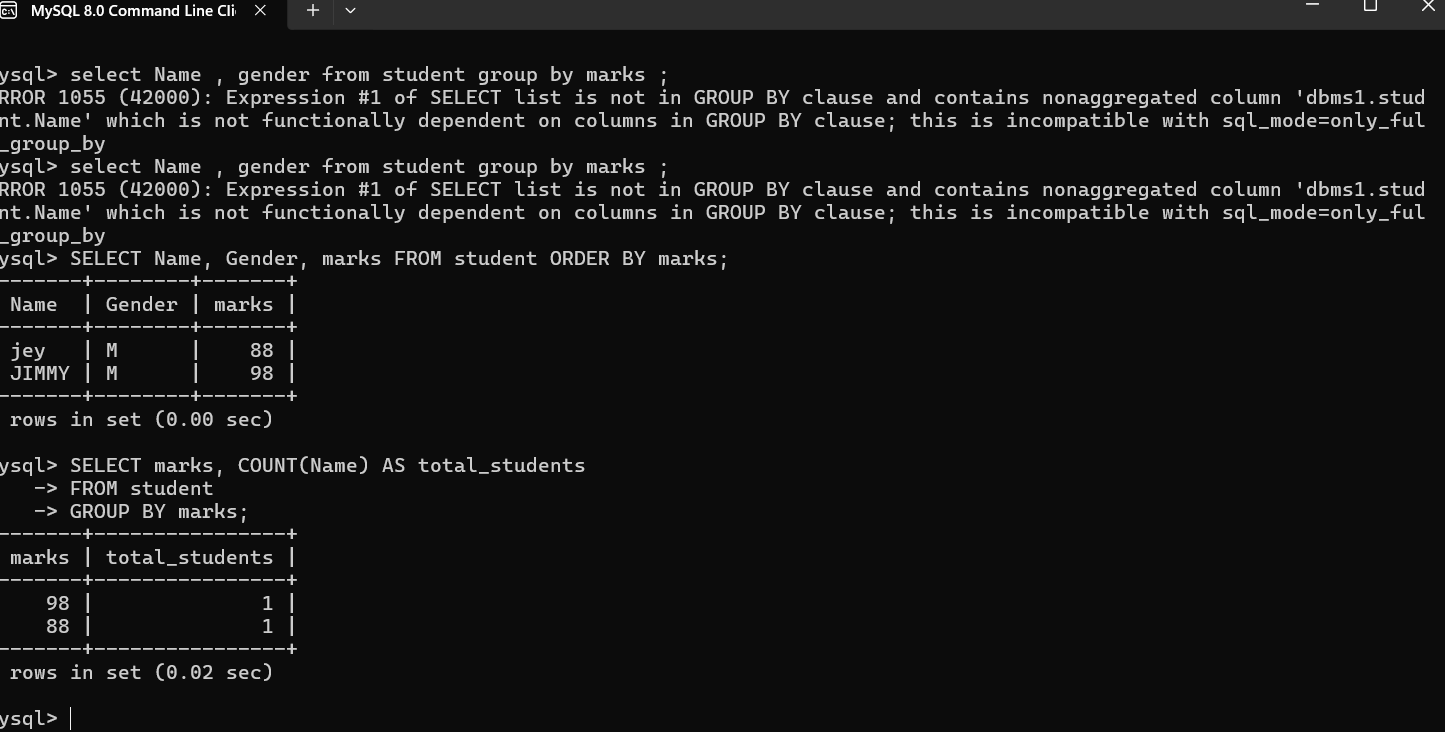 MySQL 8.0 Command Line Cli
ysql> select Name , gender from student group by marks ;
RROR 1055 (42000): Expression #1 of SELECT list is not in GROUP BY clause and contains nonaggregated column 'dbms1.stud
nt.Name' which is not functionally dependent on columns in GROUP BY clause; this is incompatible with sql_mode=only_ful
_group_by
ysql> select Name , gender from student group by marks ;
RROR 1055 (42000): Expression #1 of SELECT list is not in GROUP BY clause and contains nonaggregated column 'dbms1.stud
nt.Name' which is not functionally dependent on columns in GROUP BY clause; this is incompatible with sql_mode=only_ful
_group_by
ysql> SELECT Name, Gender, marks FROM student ORDER BY marks;
-------+--------+-------+
Name  | Gender | marks |
-------+--------+-------+
jey   | M      |    88 |
JIMMY | M      |    98 |
-------+--------+-------+
rows in set (0.00 sec)
ysql> SELECT marks, COUNT(Name) AS total_students
-> FROM student
-> GROUP BY marks;
-------+----------------+
marks | total_students |
-------+----------------+
98 |              1 |
88 |              1 |
-------+----------------+
rows in set (0.02 sec)
ysql>